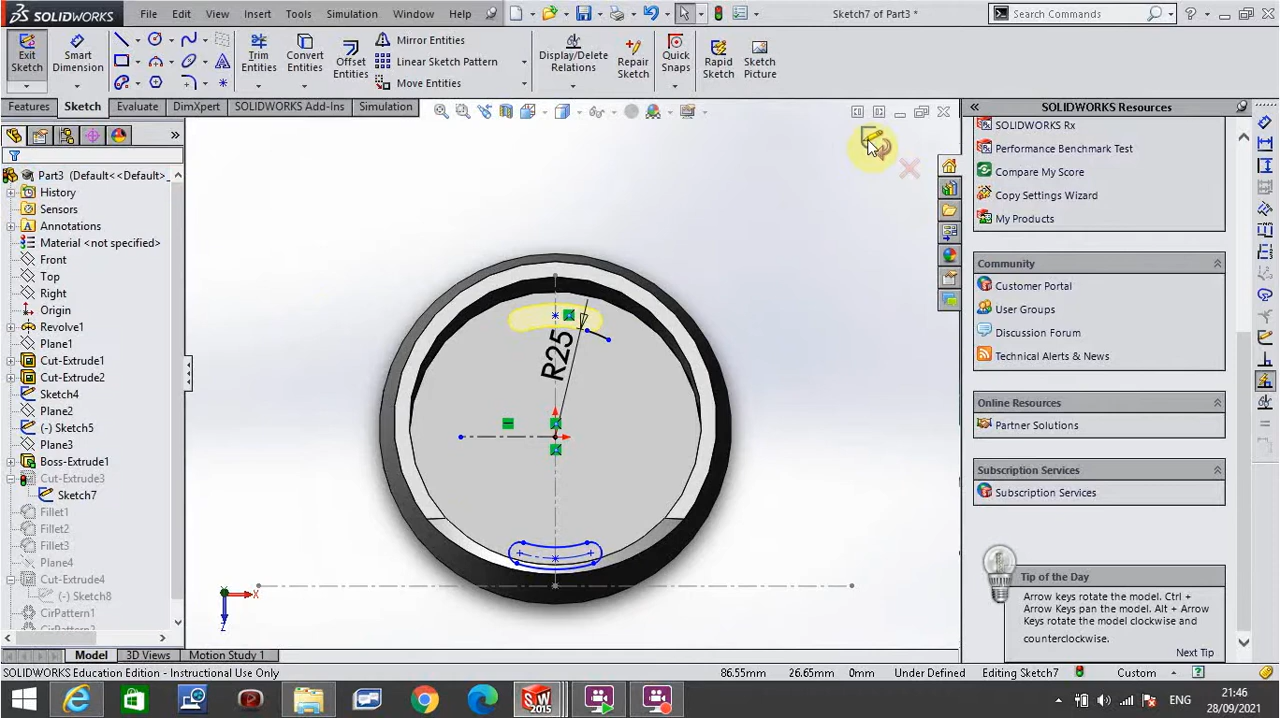 SOLIDWORKS
File Edit View Insert Tools Simulation Window Help
Sketch7 of Part3 *
Search Commands
Exit Sketch
Smart Dimension
Trim Entities
Convert Entities
Offset Entities
Mirror Entities
Linear Sketch Pattern
Move Entities
Display/Delete Relations
Repair Sketch
Quick Snaps
Rapid Sketch
Sketch Picture
Features Sketch Evaluate DimXpert SOLIDWORKS Add-Ins Simulation
SOLIDWORKS Resources
Part3 (Default<<Default>_
History
Sensors
Annotations
Material <not specified>
Front
Top
Right
Origin
Revolve1
Plane1
Cut-Extrude1
Cut-Extrude2
Sketch4
Plane2
(-) Sketch5
Plane3
Boss-Extrude1
Cut-Extrude3
Sketch7
Fillet1
Fillet2
Fillet3
Plane4
Cut-Extrude4
(-) Sketch8
CirPattern1
R25
X
Z
SOLIDWORKS Rx
Performance Benchmark Test
Compare My Score
Copy Settings Wizard
My Products
Community
Customer Portal
User Groups
Discussion Forum
Technical Alerts & News
Online Resources
Partner Solutions
Subscription Services
Subscription Services
Tip of the Day
Arrow keys rotate the model. Ctrl +
Arrow Keys pan the model. Alt + Arrow
Keys rotate the model clockwise and
counterclockwise.
Next Tip
Model 3D Views Motion Study 1
SOLIDWORKS Education Edition - Instructional Use Only
86.55mm 26.65mm 0mm Under Defined Editing Sketch7 Custom
SW 2015
ENG
21:46
28/09/2021